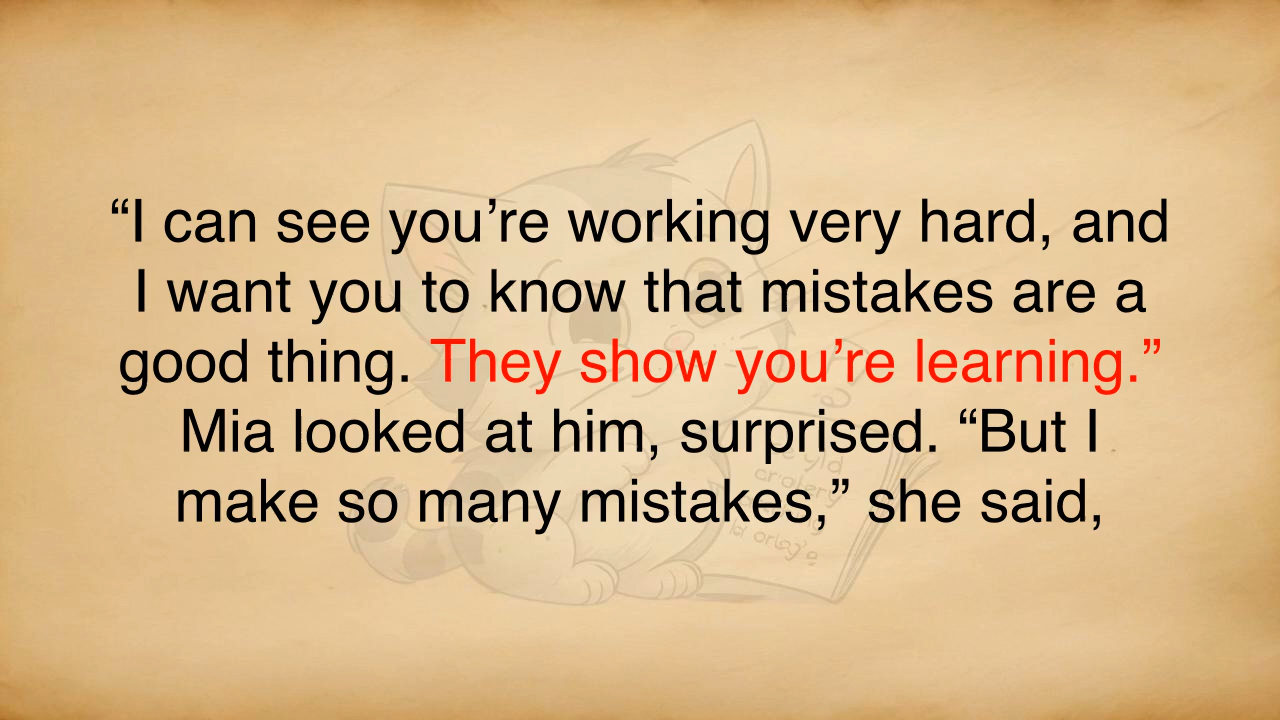 “I can see you’re working very hard, and
I want you to know that mistakes are a
good thing. They show you’re learning.”
Mia looked at him, surprised. “But I
make so many mistakes,” she said,